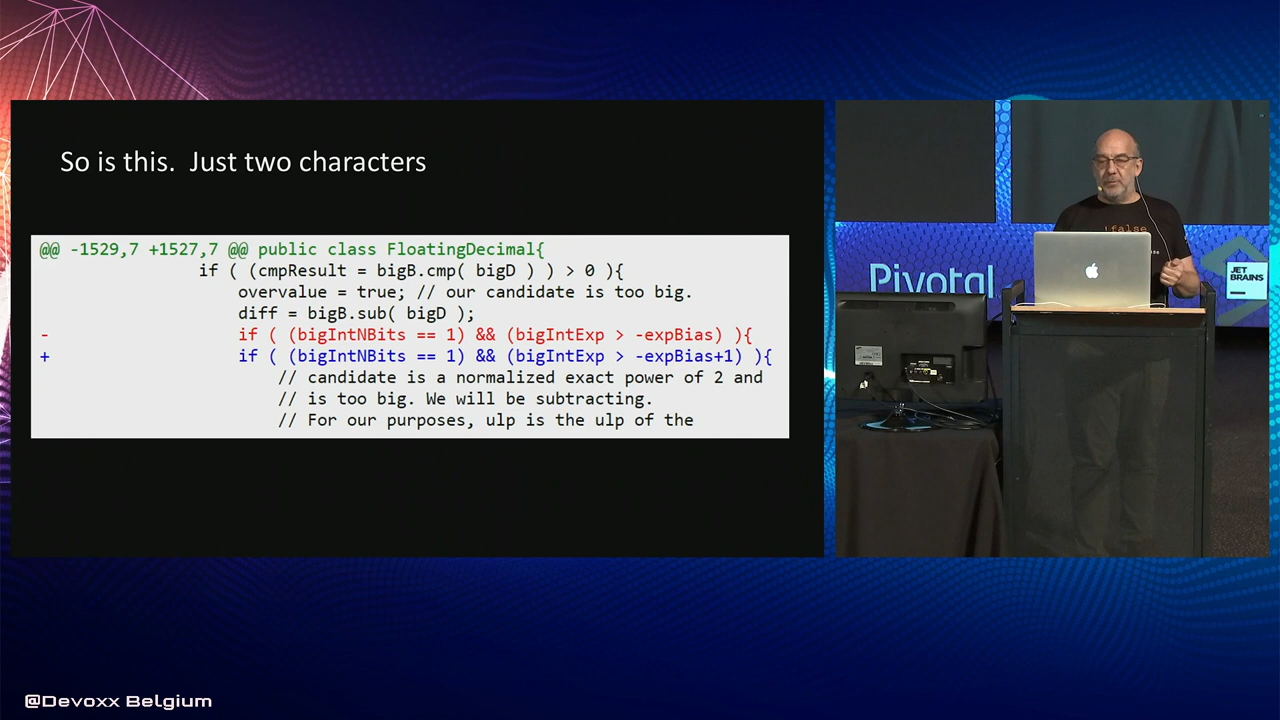 So is this. Just two characters
@@ -1529,7 +1527,7 @@ public class FloatingDecimal{
if ( (cmpResult = bigB.cmp( bigD ) ) > 0 ){
overvalue = true; // our candidate is too big.
diff = bigB.sub( bigD );
- if ( (bigIntNBits == 1) && (bigIntExp > -expBias) ){
+ if ( (bigIntNBits == 1) && (bigIntExp > -expBias+1) ){
// candidate is a normalized exact power of 2 and
// is too big. We will be subtracting.
// For our purposes, ulp is the ulp of the
!false
Pivotal
JET
BRAINS
@Devoxx Belgium